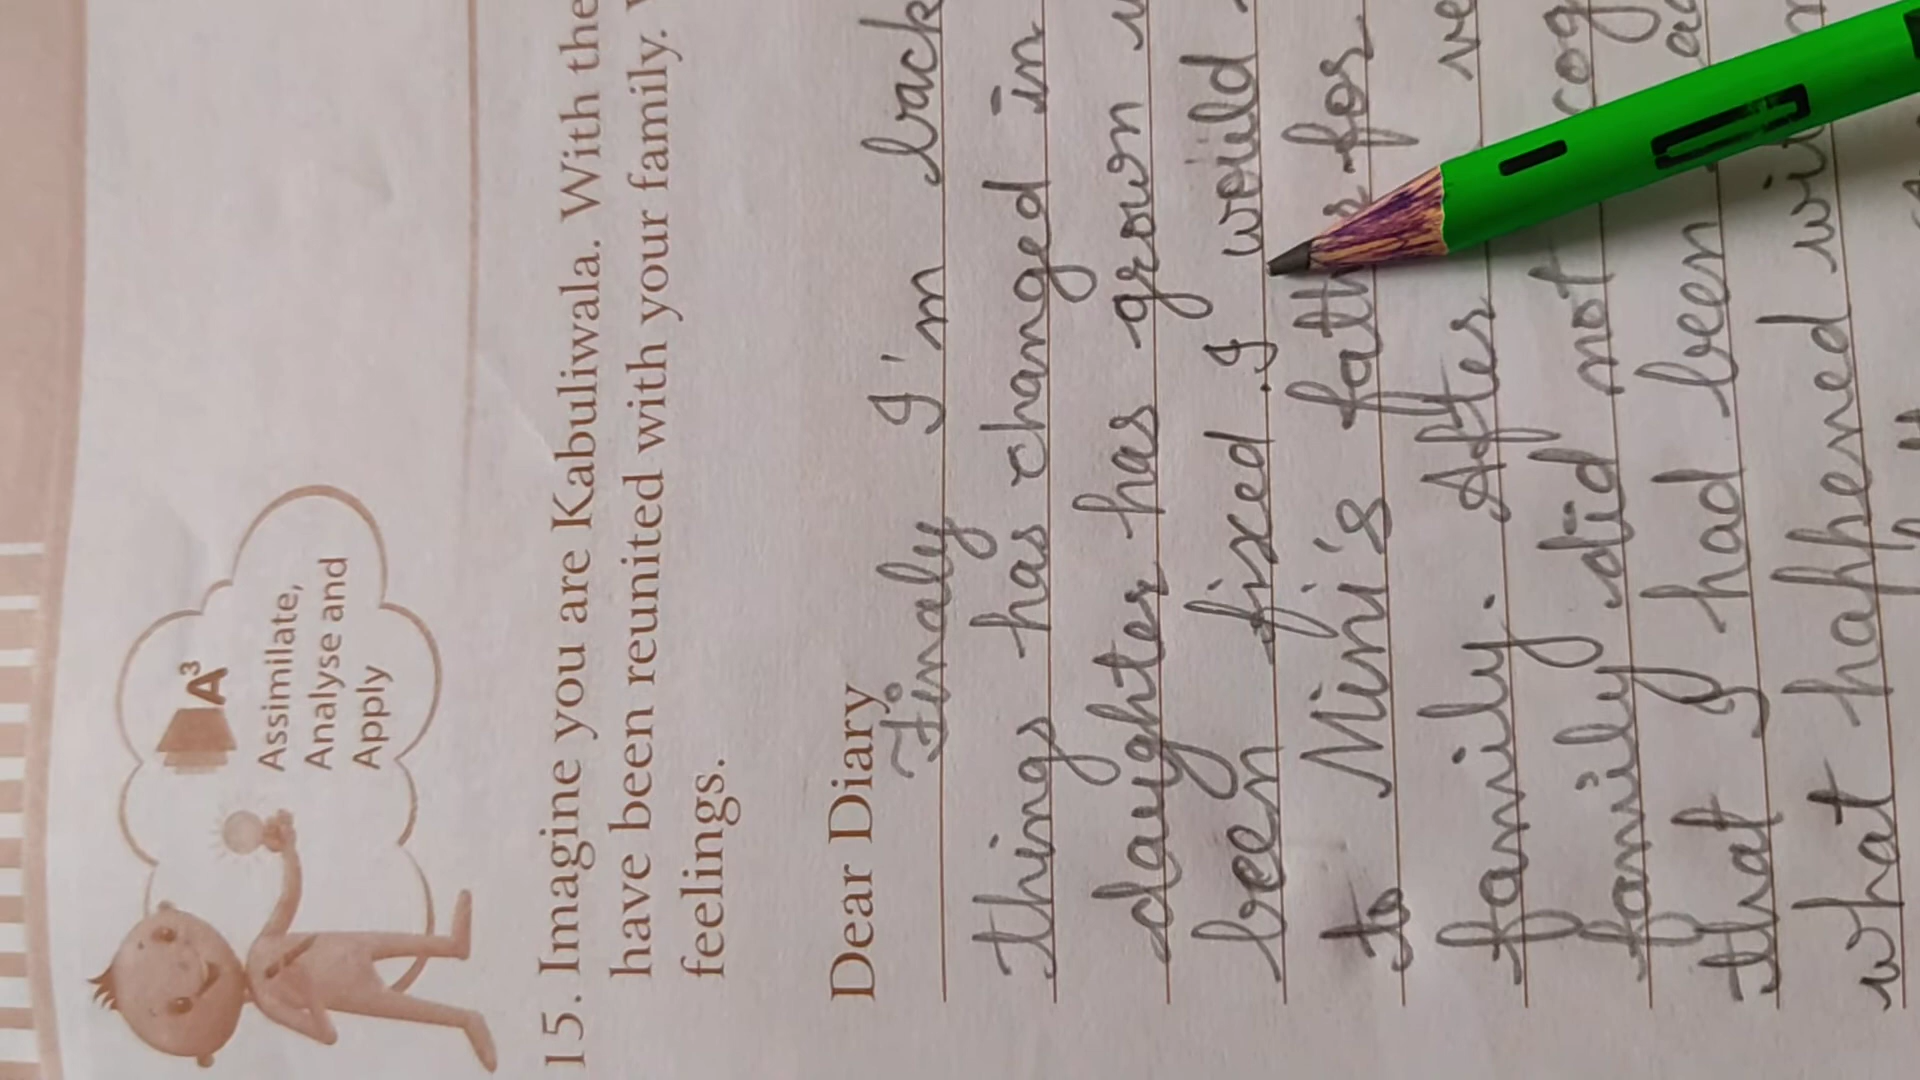 A³
Assimilate,
Analyse and
Apply
15. Imagine you are Kabuliwala. With the
have been reunited with your family.
feelings.
Dear Diary,
Finaly I'm back
things has changed in
daughter has grown
been fixed. I would
to Mini's father for
family. After
family did not
that I had been
what happened